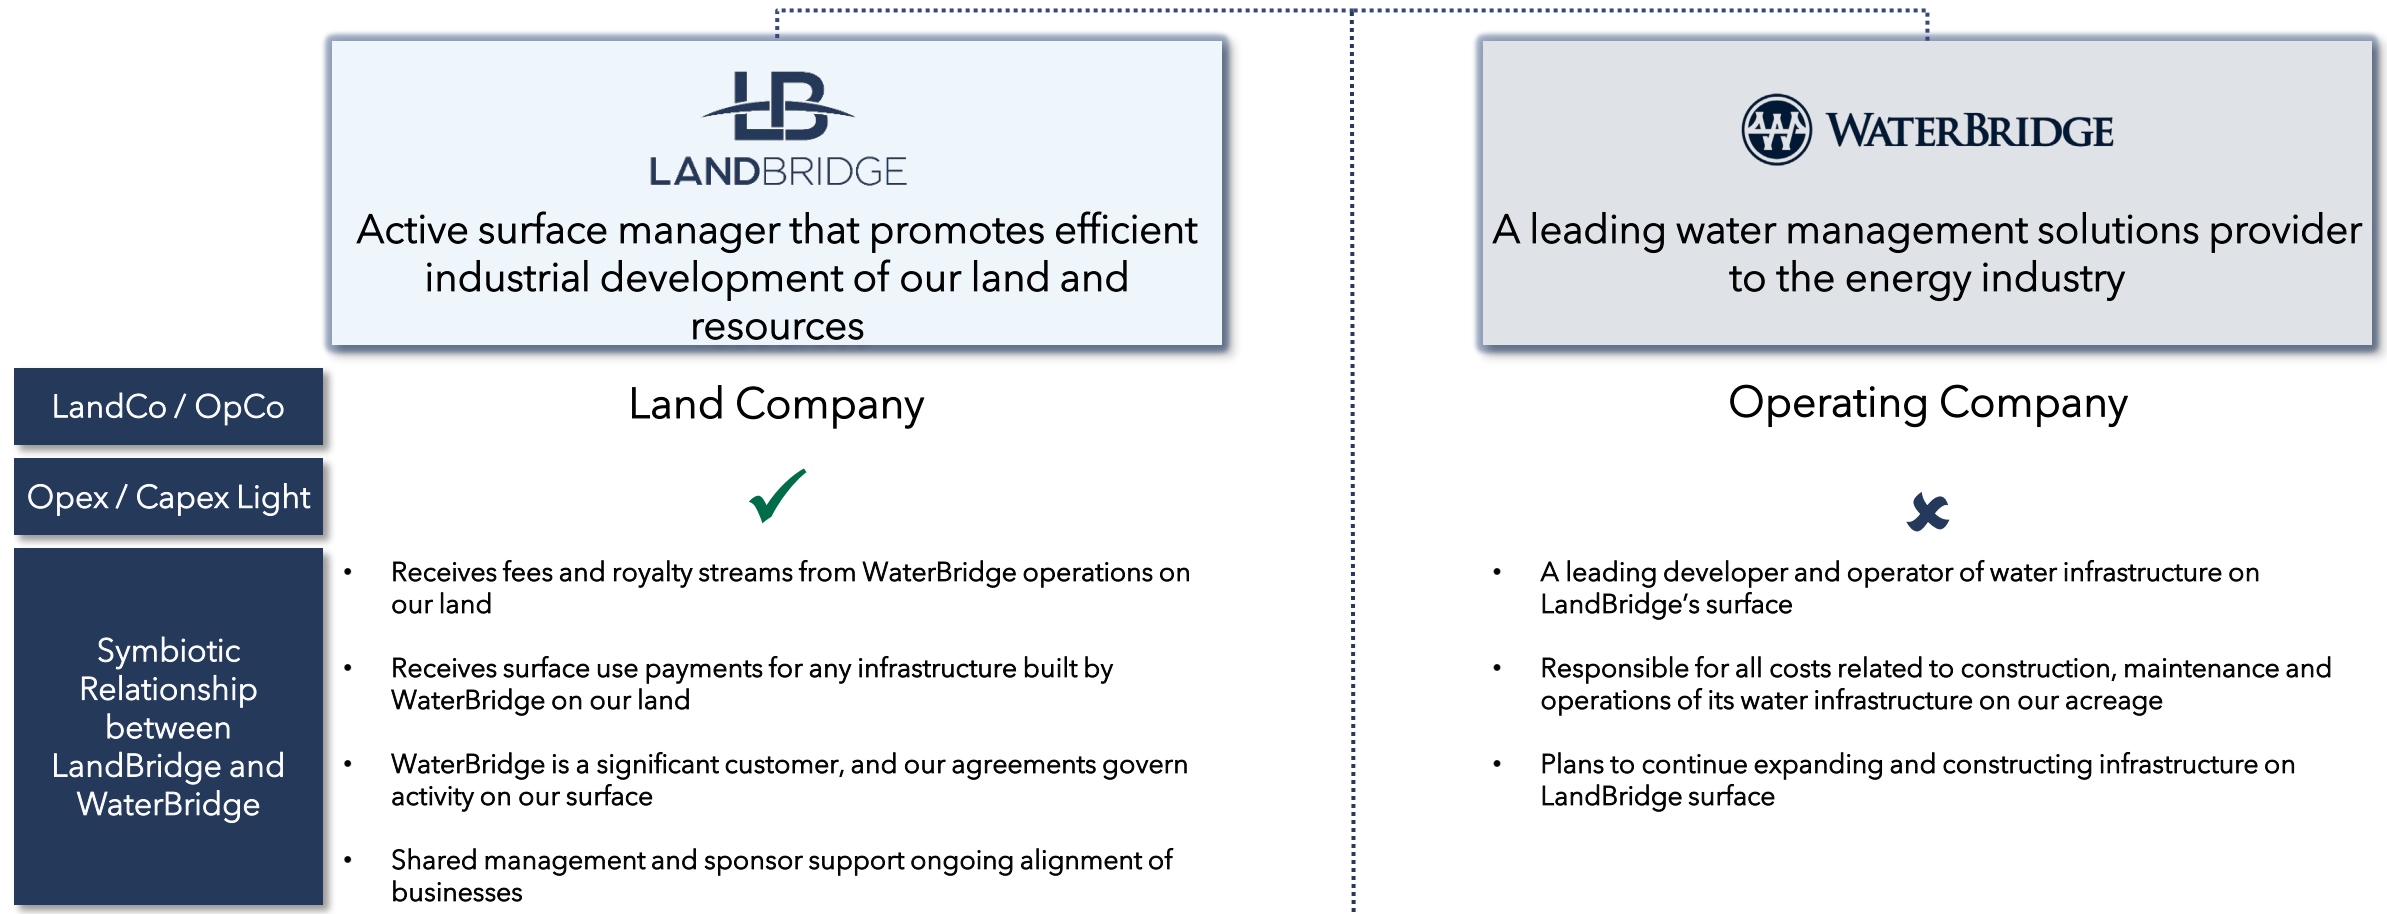 LB
LANDBRIDGE
Active surface manager that promotes efficient
industrial development of our land and
resources
WATERBRIDGE
A leading water management solutions provider
to the energy industry
LandCo / OpCo
Land Company
Operating Company
Opex / Capex Light
Symbiotic
Relationship
between
LandBridge and
WaterBridge
• Receives fees and royalty streams from WaterBridge operations on
our land
• Receives surface use payments for any infrastructure built by
WaterBridge on our land
• WaterBridge is a significant customer, and our agreements govern
activity on our surface
• Shared management and sponsor support ongoing alignment of
businesses
• A leading developer and operator of water infrastructure on
LandBridge’s surface
• Responsible for all costs related to construction, maintenance and
operations of its water infrastructure on our acreage
• Plans to continue expanding and constructing infrastructure on
LandBridge surface